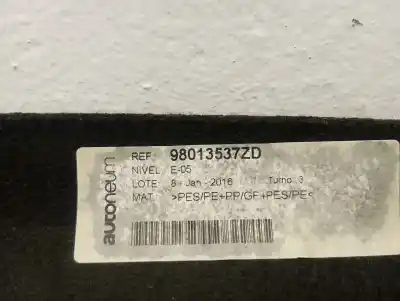 autoneum
REF: 98013537ZD
NIVEL: E-05
LOTE: 8 - Jan - 2016 Turno: 3
MAT. >PES/PE+PP/GF+PES/PE<